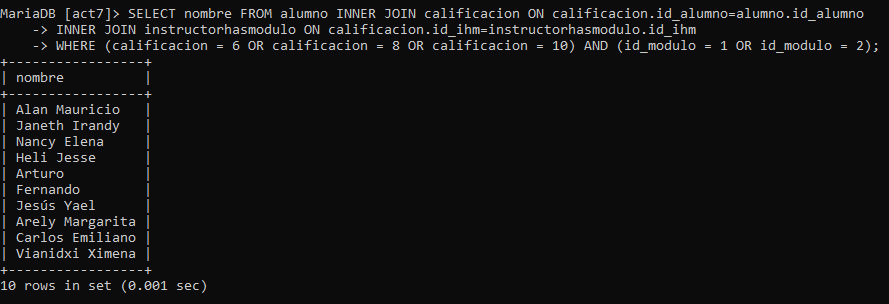 MariaDB [act7]> SELECT nombre FROM alumno INNER JOIN calificacion ON calificacion.id_alumno=alumno.id_alumno
    -> INNER JOIN instructorhasmodulo ON calificacion.id_ihm=instructorhasmodulo.id_ihm
    -> WHERE (calificacion = 6 OR calificacion = 8 OR calificacion = 10) AND (id_modulo = 1 OR id_modulo = 2);
+-----------------+
| nombre          |
+-----------------+
| Alan Mauricio   |
| Janeth Irandy   |
| Nancy Elena     |
| Heli Jesse      |
| Arturo          |
| Fernando        |
| Jesús Yael      |
| Arely Margarita |
| Carlos Emiliano |
| Vianidxi Ximena |
+-----------------+
10 rows in set (0.001 sec)